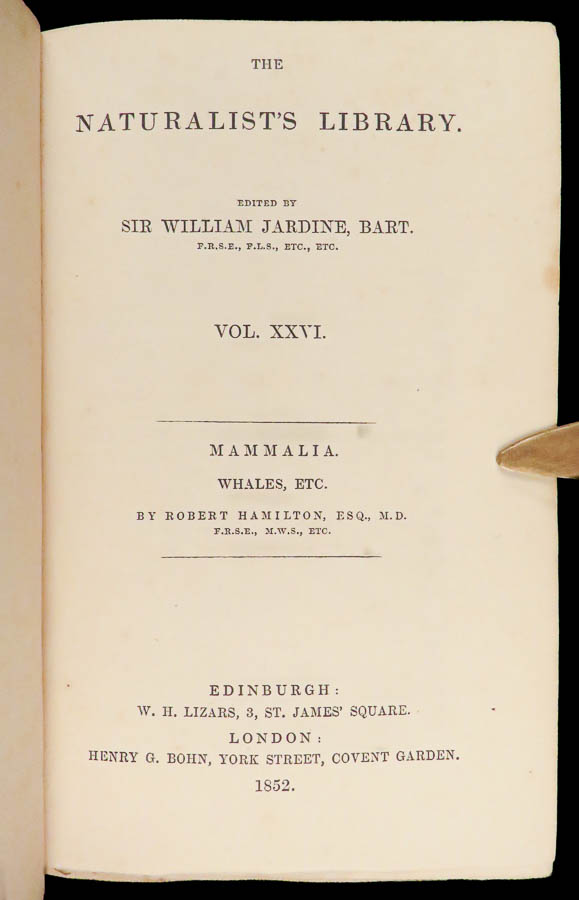 THE
NATURALIST'S LIBRARY.
EDITED BY
SIR WILLIAM JARDINE, BART.
F.R.S.E., F.L.S., ETC., ETC.
VOL. XXVI.
MAMMALIA.
WHALES, ETC.
BY ROBERT HAMILTON, ESQ., M.D.
F.R.S.E., M.W.S., ETC.
EDINBURGH:
W. H. LIZARS, 3, ST. JAMES' SQUARE.
LONDON:
HENRY G. BOHN, YORK STREET, COVENT GARDEN.
1852.